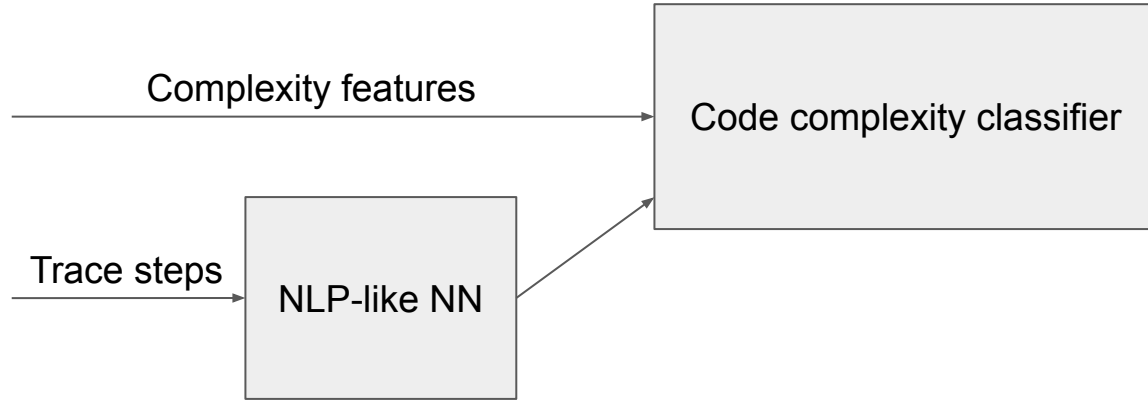 Complexity features
Code complexity classifier
Trace steps
NLP-like NN